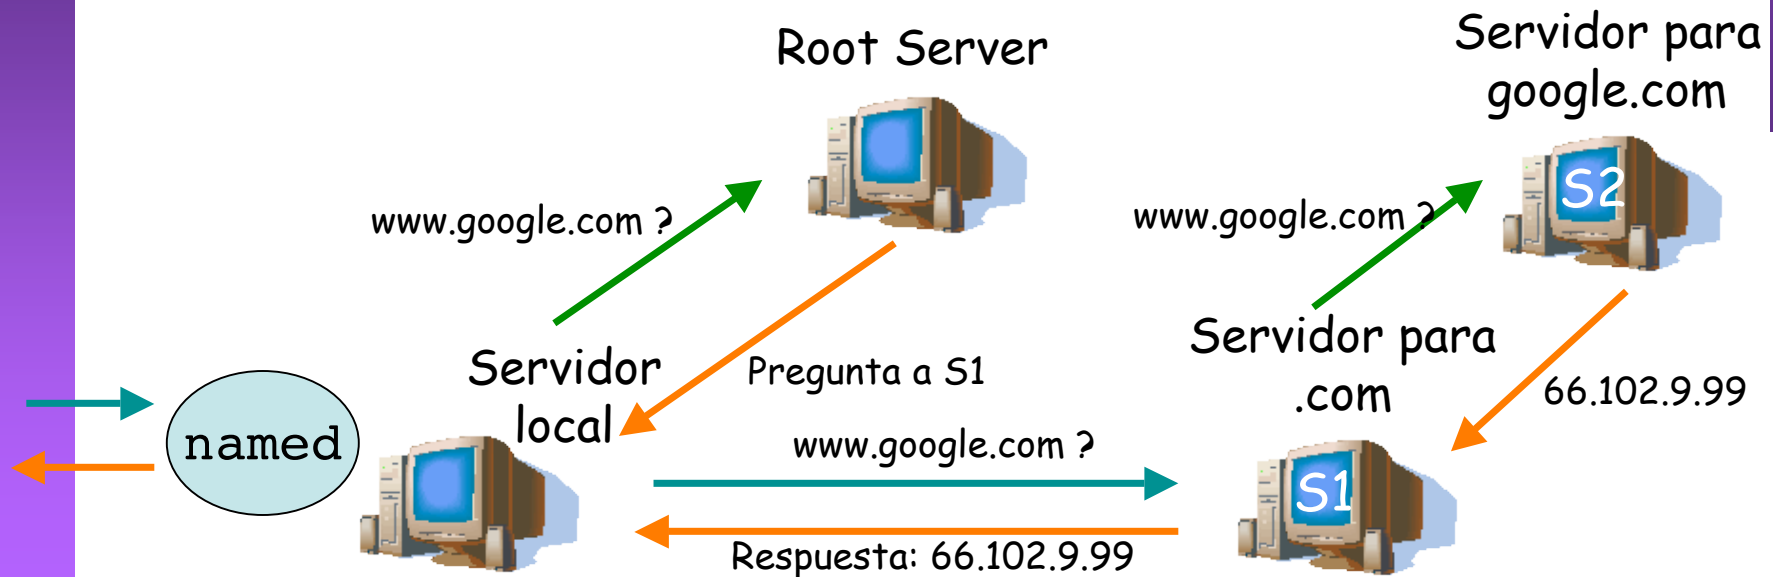 Root Server
Servidor para
google.com
S2
www.google.com ?
www.google.com ?
Servidor
local
Pregunta a S1
Servidor para
.com
66.102.9.99
named
www.google.com ?
S1
Respuesta: 66.102.9.99